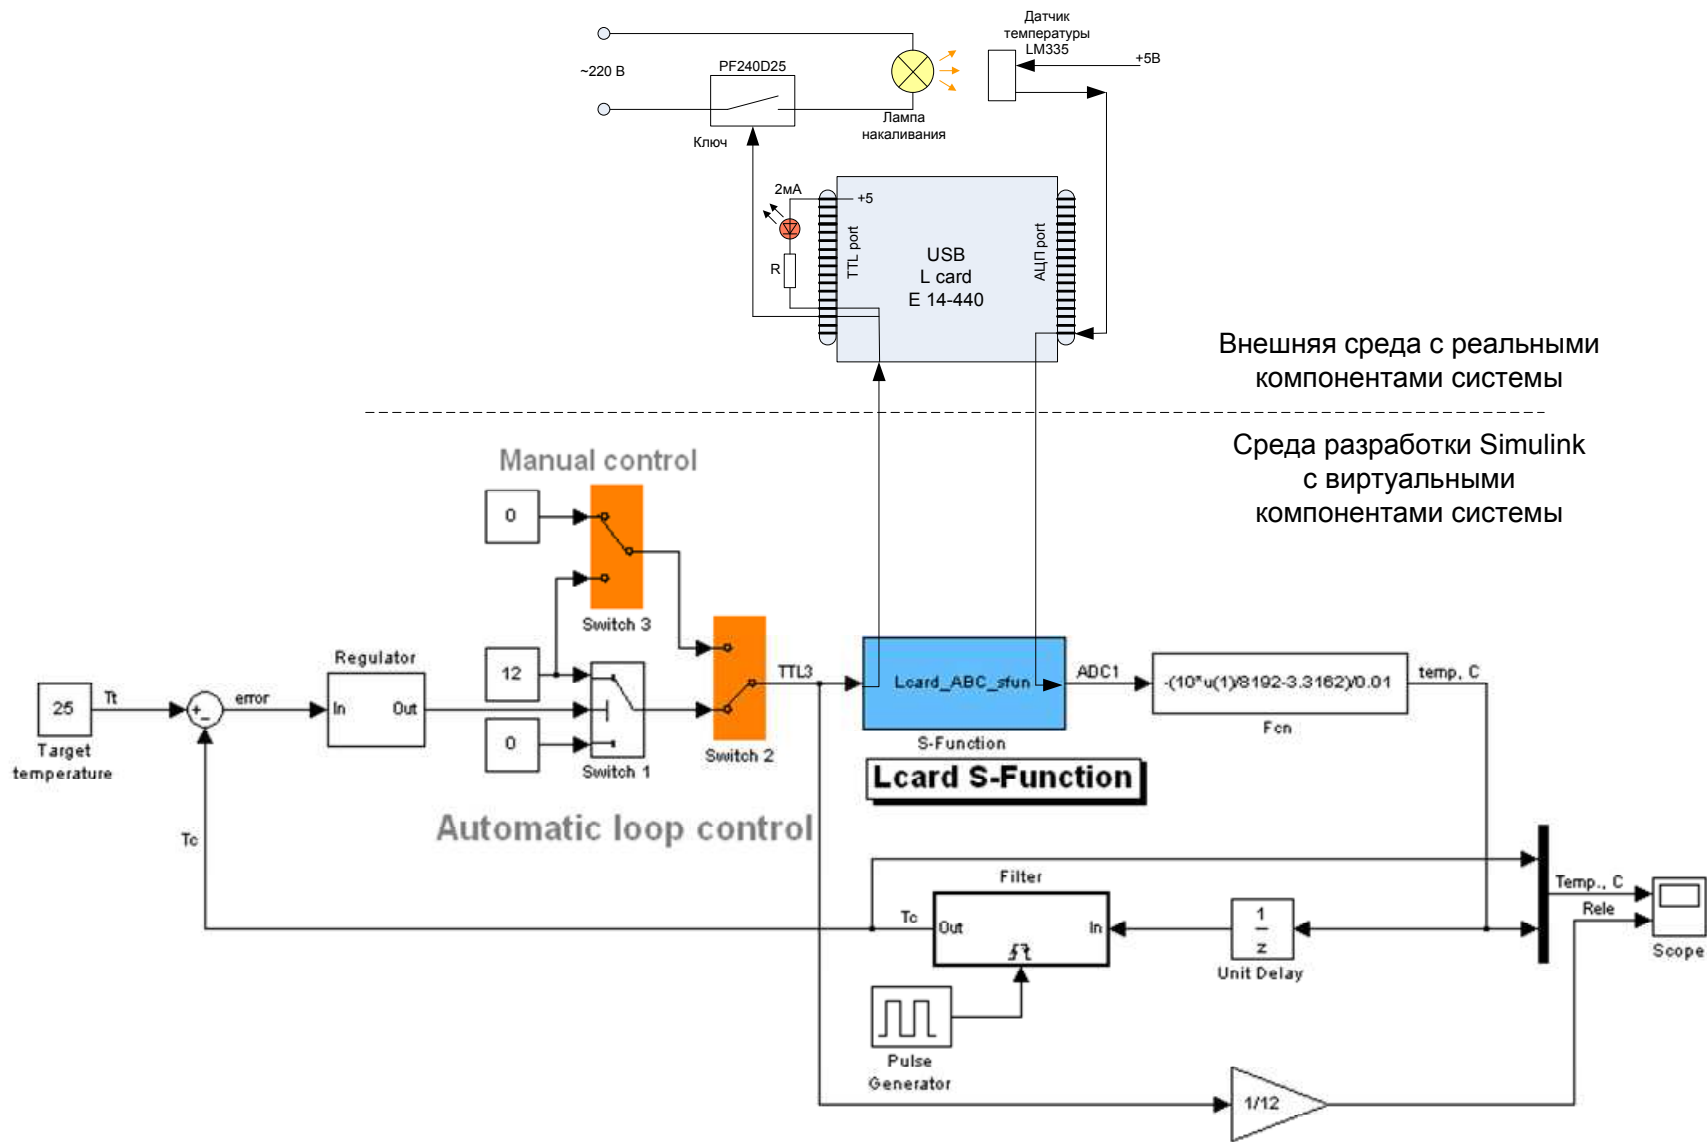 Датчик
температуры
LM335
+5В
PF240D25
~220 В
Лампа
накаливания
Ключ
2мА
+5
R
TTL port
USB
L card
E 14-440
АЦП port
Внешняя среда с реальными
компонентами системы
Среда разработки Simulink
с виртуальными
компонентами системы
Manual control
0
Switch 3
12
0
Switch 1
Switch 2
Regulator
In
Out
25
Tt
Target
temperature
+
-
error
Tc
TTL3
Lcard_ABC_sfun
S-Function
Lcard S-Function
ADC1
-(10*u(1)/8192-3.3162)/0.01
Fcn
temp, C
Automatic loop control
Filter
Tc
Out
In
1
z
Unit Delay
Temp., C
Rele
Scope
Pulse
Generator
1/12